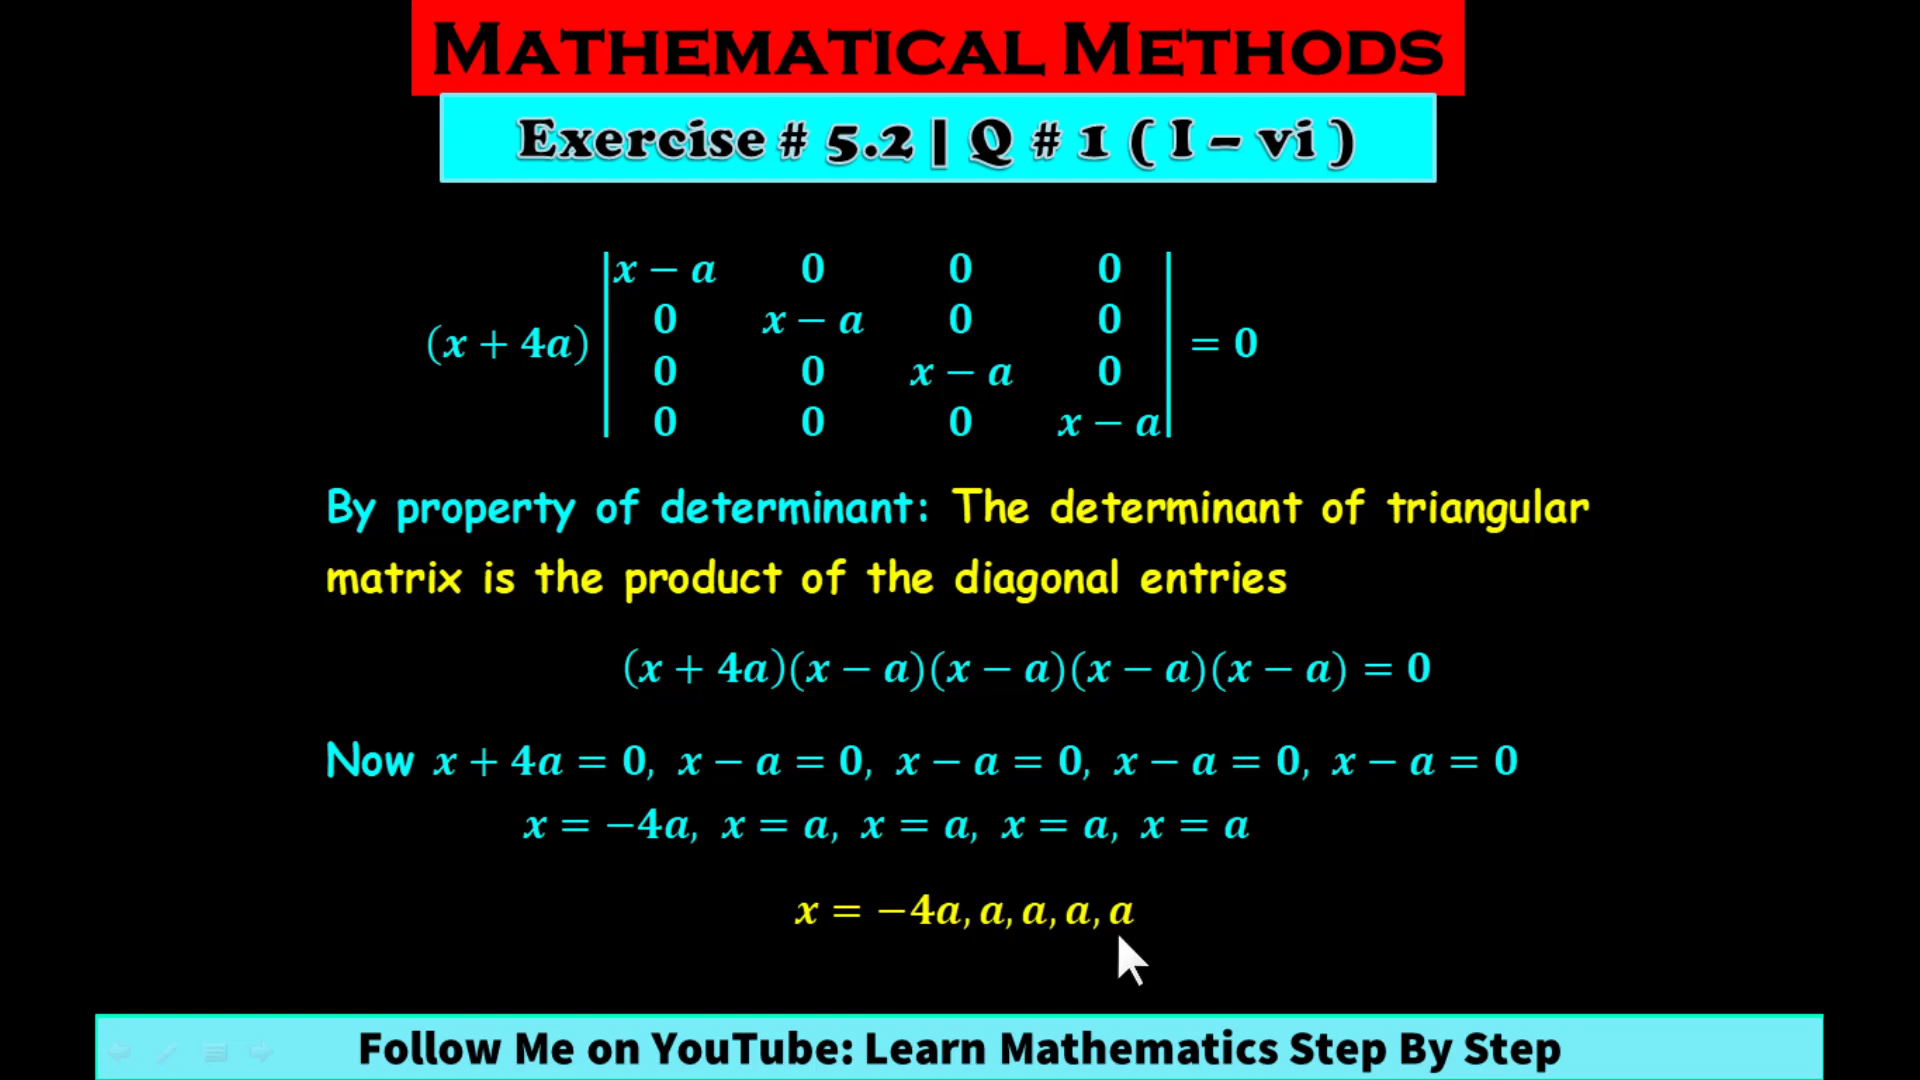 MATHEMATICAL METHODS
Exercise # 5.2 | Q # 1 ( I – vi )
(x + 4a) |x − a 0 0 0
0 x − a 0 0
0 0 x − a 0
0 0 0 x − a| = 0
By property of determinant: The determinant of triangular
matrix is the product of the diagonal entries
(x + 4a)(x − a)(x − a)(x − a)(x − a) = 0
Now x + 4a = 0, x − a = 0, x − a = 0, x − a = 0, x − a = 0
x = −4a, x = a, x = a, x = a, x = a
x = −4a, a, a, a, a
Follow Me on YouTube: Learn Mathematics Step By Step